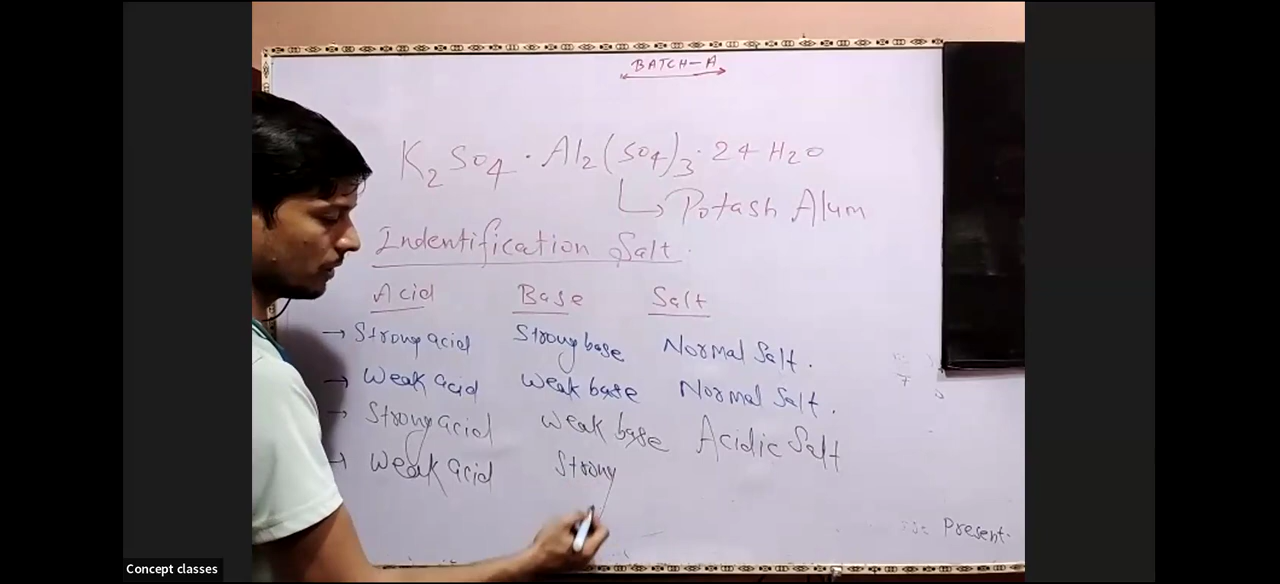 BATCH-A
K2SO4 . Al2(SO4)3 . 24 H2O
Potash Alum
Indentification Salt.
Acid Base Salt
→ Strong acid Strong base Normal Salt.
→ Weak acid Weak base Normal Salt.
→ Strong acid Weak base Acidic Salt
→ Weak acid Strong
Present.
Concept classes